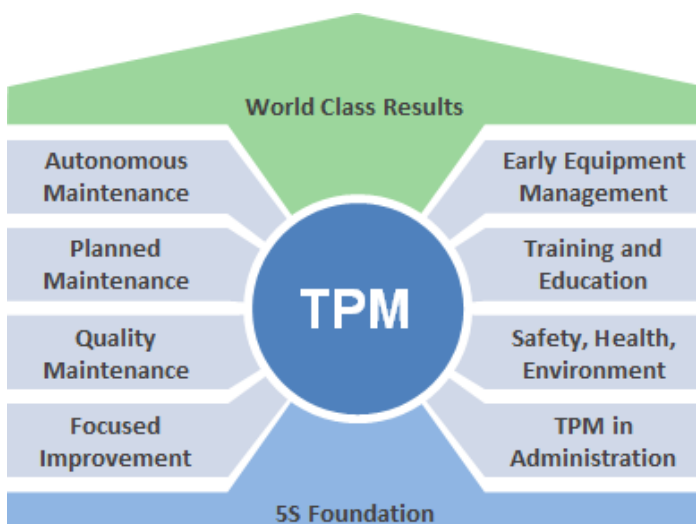 World Class Results
Autonomous
Maintenance
Early Equipment
Management
Planned
Maintenance
Training and
Education
TPM
Quality
Maintenance
Safety, Health,
Environment
Focused
Improvement
TPM in
Administration
5S Foundation